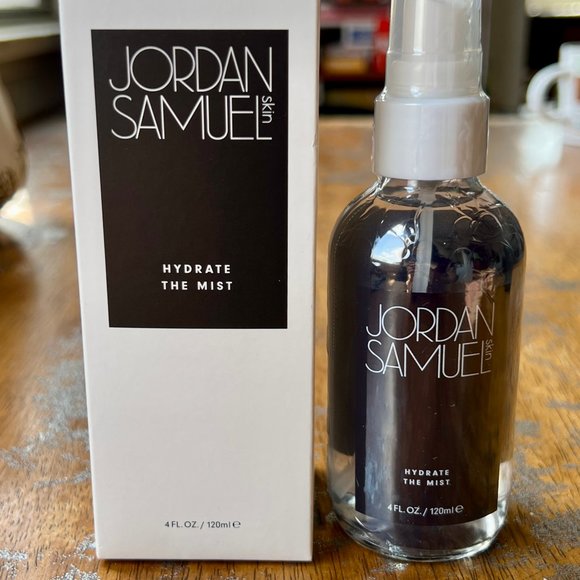 JORDAN
SAMUEL skin
HYDRATE
THE MIST
4 FL. OZ. / 120ml ℮
JORDAN
SAMUEL skin
HYDRATE
THE MIST
4 FL. OZ. / 120ml ℮